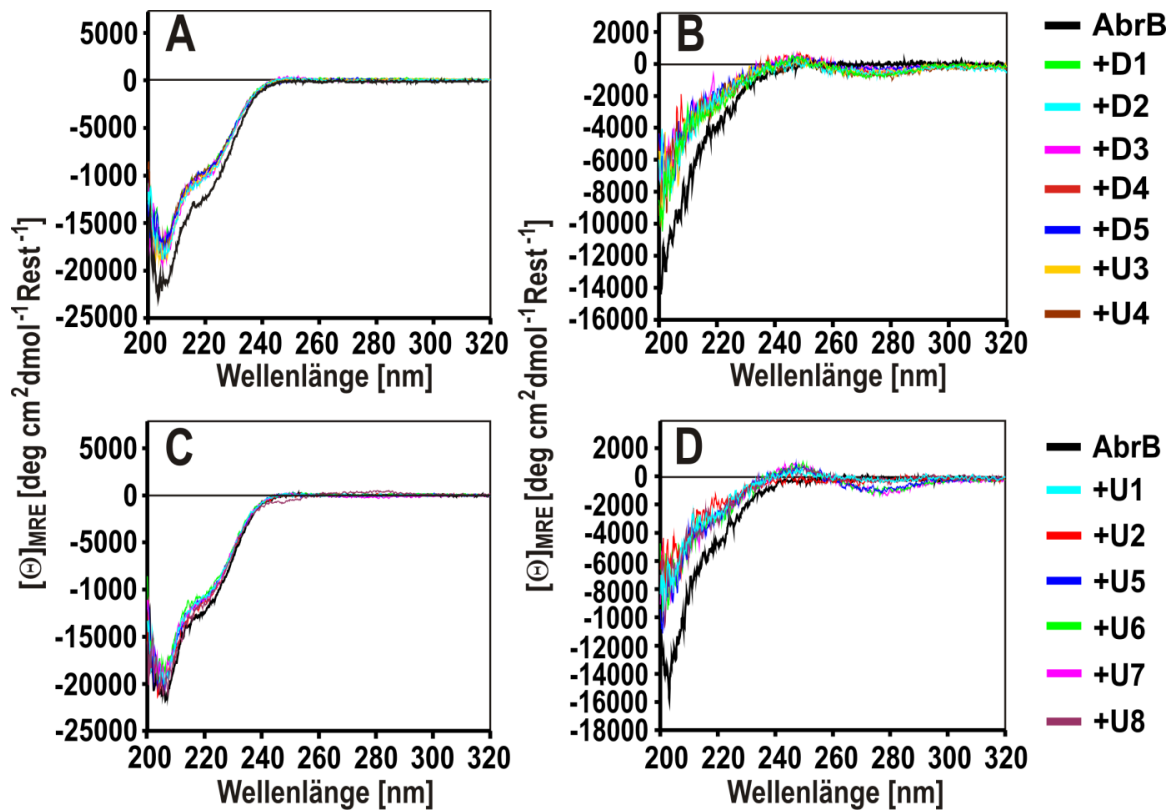 A
5000
0
-5000
-10000
-15000
-20000
-25000
200 220 240 260 280 300 320
Wellenlänge [nm]
B
2000
0
-2000
-4000
-6000
-8000
-10000
-12000
-14000
-16000
200 220 240 260 280 300 320
Wellenlänge [nm]
AbrB
+D1
+D2
+D3
+D4
+D5
+U3
+U4
[Θ]MRE [deg cm²dmol⁻¹Rest⁻¹]
[Θ]MRE [deg cm²dmol⁻¹Rest⁻¹]
C
5000
0
-5000
-10000
-15000
-20000
-25000
200 220 240 260 280 300 320
Wellenlänge [nm]
D
2000
0
-2000
-4000
-6000
-8000
-10000
-12000
-14000
-16000
-18000
200 220 240 260 280 300 320
Wellenlänge [nm]
AbrB
+U1
+U2
+U5
+U6
+U7
+U8